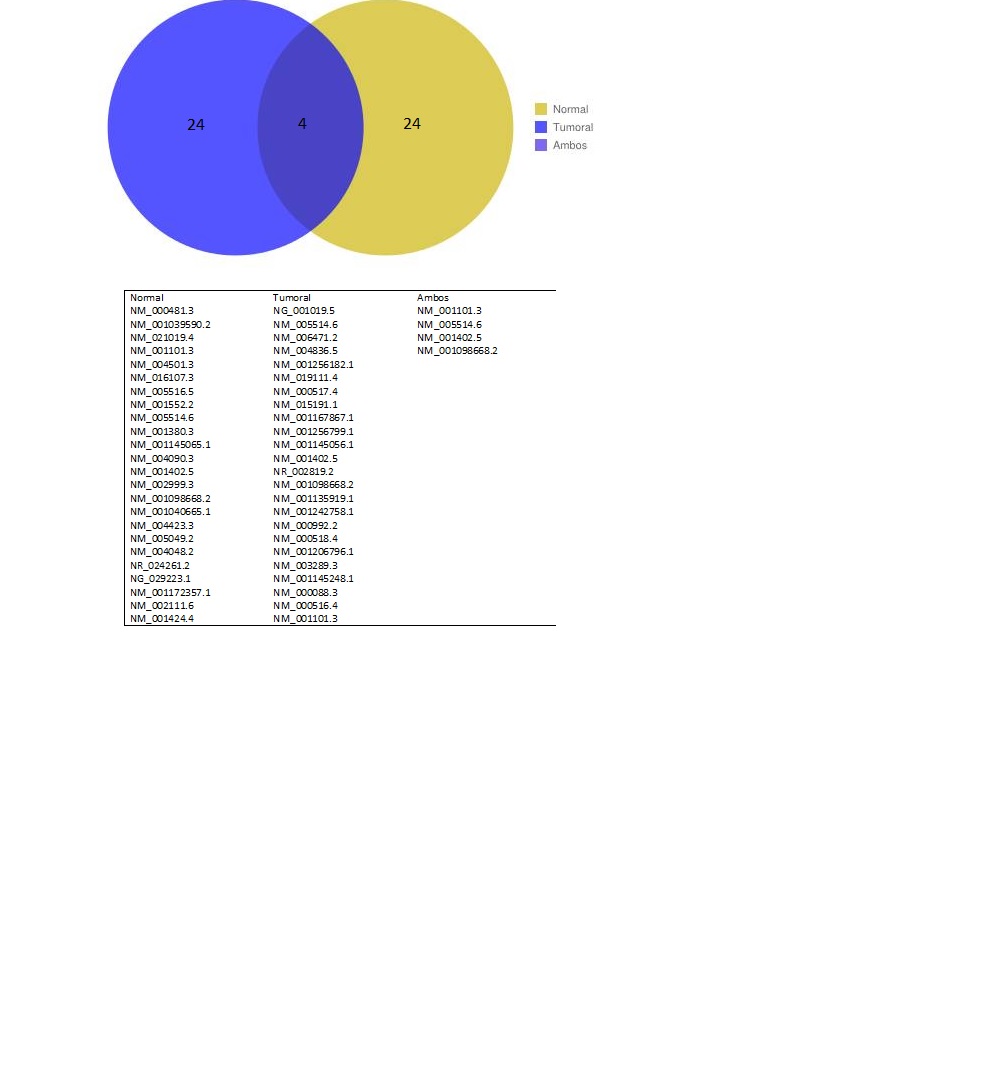 24 4 24
Normal
Tumoral
Ambos
Normal Tumoral Ambos
NM_000481.3 NG_001019.5 NM_001101.3
NM_001039590.2 NM_005514.6 NM_005514.6
NM_021019.4 NM_006471.2 NM_001402.5
NM_001101.3 NM_004836.5 NM_001098668.2
NM_004501.3 NM_001256182.1
NM_016107.3 NM_019111.4
NM_005516.5 NM_000517.4
NM_001552.2 NM_015191.1
NM_005514.6 NM_001167867.1
NM_001380.3 NM_001256799.1
NM_001145065.1 NM_001145056.1
NM_004090.3 NM_001402.5
NM_001402.5 NR_002819.2
NM_002999.3 NM_001098668.2
NM_001098668.2 NM_001135919.1
NM_001040665.1 NM_001242758.1
NM_004423.3 NM_000992.2
NM_005049.2 NM_000518.4
NM_004048.2 NM_001206796.1
NR_024261.2 NM_003289.3
NG_029223.1 NM_001145248.1
NM_001172357.1 NM_000088.3
NM_002111.6 NM_000516.4
NM_001424.4 NM_001101.3